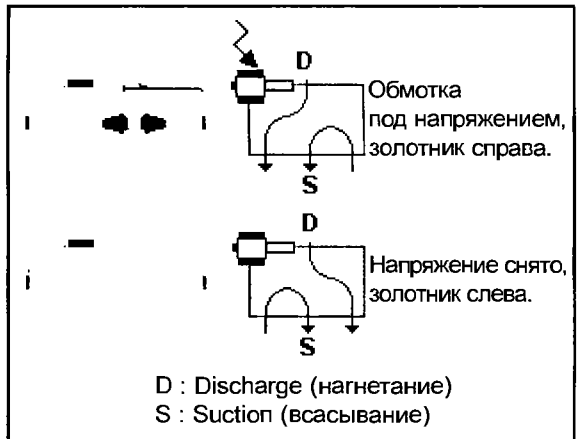 D
Обмотка
под напряжением,
золотник справа.
S
D
Напряжение снято,
золотник слева.
S
D : Discharge (нагнетание)
S : Suction (всасывание)